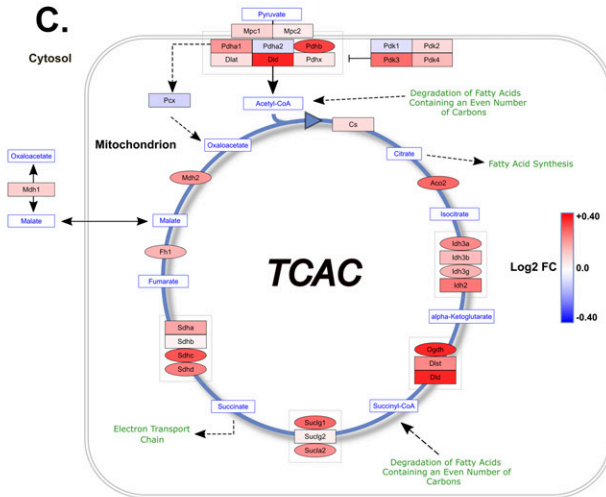 C.
Pyruvate
Mpc1 Mpc2
Cytosol
Pdha1 Pdha2 Pdhb
Dlat Dld Pdhx
Pdk1 Pdk2
Pdk3 Pdk4
Pcx
Acetyl-CoA
Degradation of Fatty Acids
Containing an Even Number
of Carbons
Mitochondrion
Oxaloacetate
Cs
Citrate
Fatty Acid Synthesis
Oxaloacetate
Mdh1
Malate
Mdh2
Aco2
Malate
Isocitrate
Fh1
Fumarate
Idh3a
Idh3b
Idh3g
Idh2
TCAC
Log2 FC
+0.40
0.0
-0.40
alpha-Ketoglutarate
Sdha
Sdhb
Sdhc
Sdhd
Ogdh
Dlst
Dld
Succinate
Succinyl-CoA
Electron Transport
Chain
Suclg1
Suclg2
Sucla2
Degradation of Fatty Acids
Containing an Even Number of
Carbons